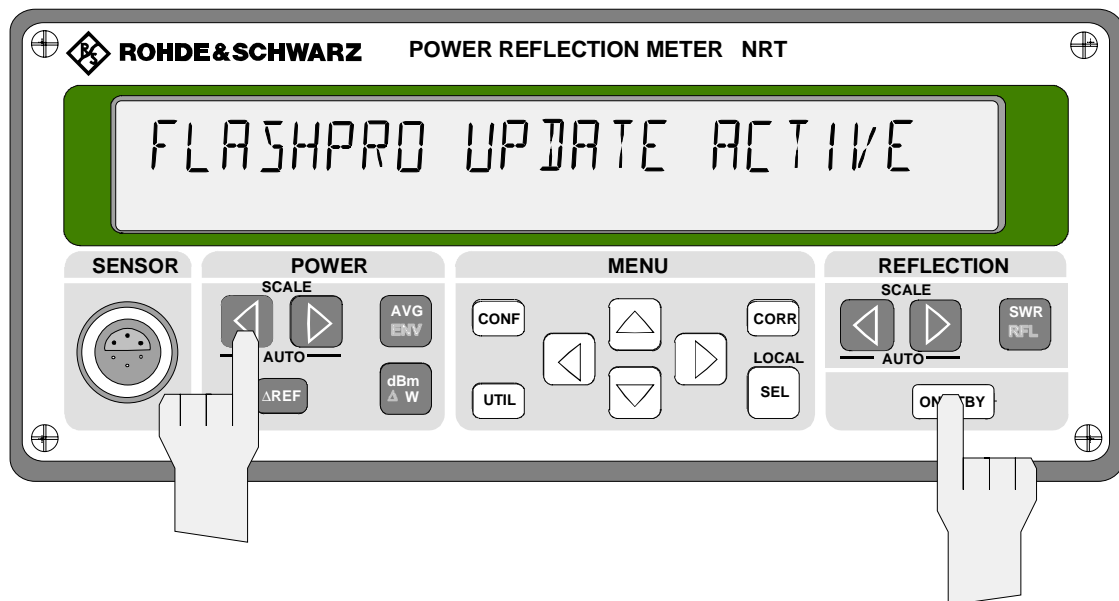 ROHDE&SCHWARZ POWER REFLECTION METER NRT
FLASHPRO UPDATE ACTIVE
SENSOR
POWER
SCALE
AUTO
AVG
ENV
ΔREF
dBm
Δ W
MENU
CONF
UTIL
CORR
LOCAL
SEL
REFLECTION
SCALE
AUTO
SWR
RFL